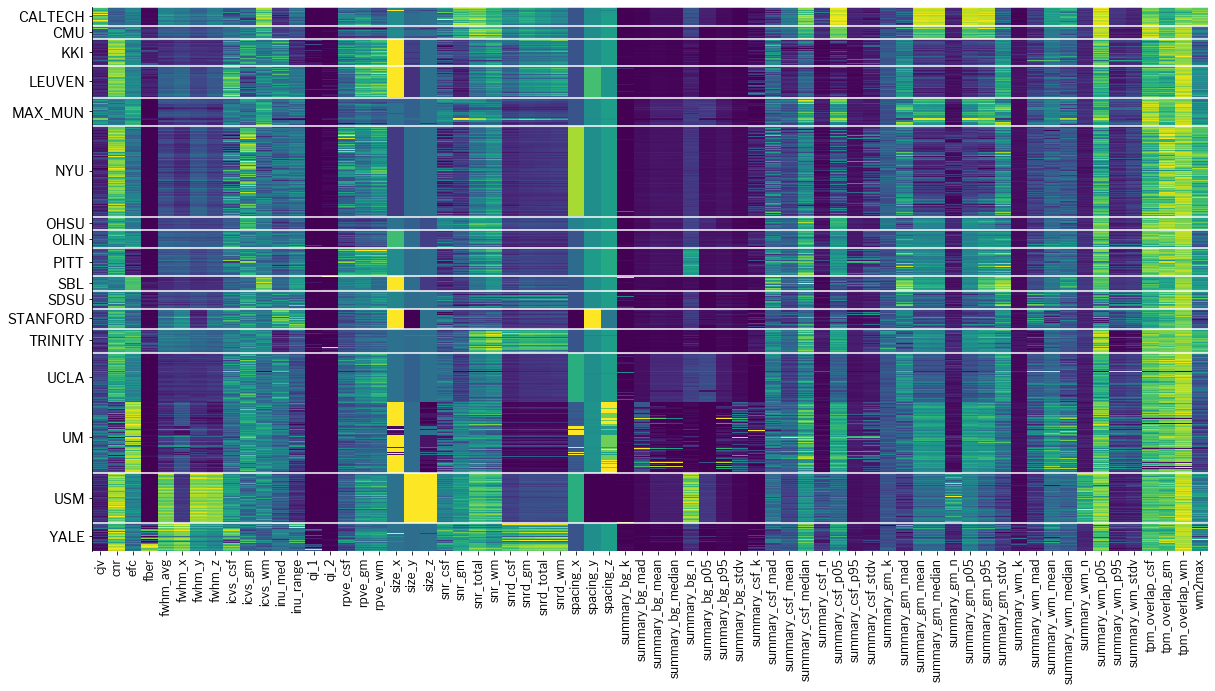 CALTECH
CMU
KKI
LEUVEN
MAX_MUN
NYU
OHSU
OLIN
PITT
SBL
SDSU
STANFORD
TRINITY
UCLA
UM
USM
YALE
cjv
cnr
efc
fber
fwhm_avg
fwhm_x
fwhm_y
fwhm_z
icvs_csf
icvs_gm
icvs_wm
inu_med
inu_range
qi_1
qi_2
rpve_csf
rpve_gm
rpve_wm
size_x
size_y
size_z
snr_csf
snr_gm
snr_total
snr_wm
snrd_csf
snrd_gm
snrd_total
snrd_wm
spacing_x
spacing_y
spacing_z
summary_bg_k
summary_bg_mad
summary_bg_mean
summary_bg_median
summary_bg_n
summary_bg_p05
summary_bg_p95
summary_bg_stdv
summary_csf_k
summary_csf_mad
summary_csf_mean
summary_csf_median
summary_csf_n
summary_csf_p05
summary_csf_p95
summary_csf_stdv
summary_gm_k
summary_gm_mad
summary_gm_mean
summary_gm_median
summary_gm_n
summary_gm_p05
summary_gm_p95
summary_gm_stdv
summary_wm_k
summary_wm_mad
summary_wm_mean
summary_wm_median
summary_wm_n
summary_wm_p05
summary_wm_p95
summary_wm_stdv
tpm_overlap_csf
tpm_overlap_gm
tpm_overlap_wm
wm2max